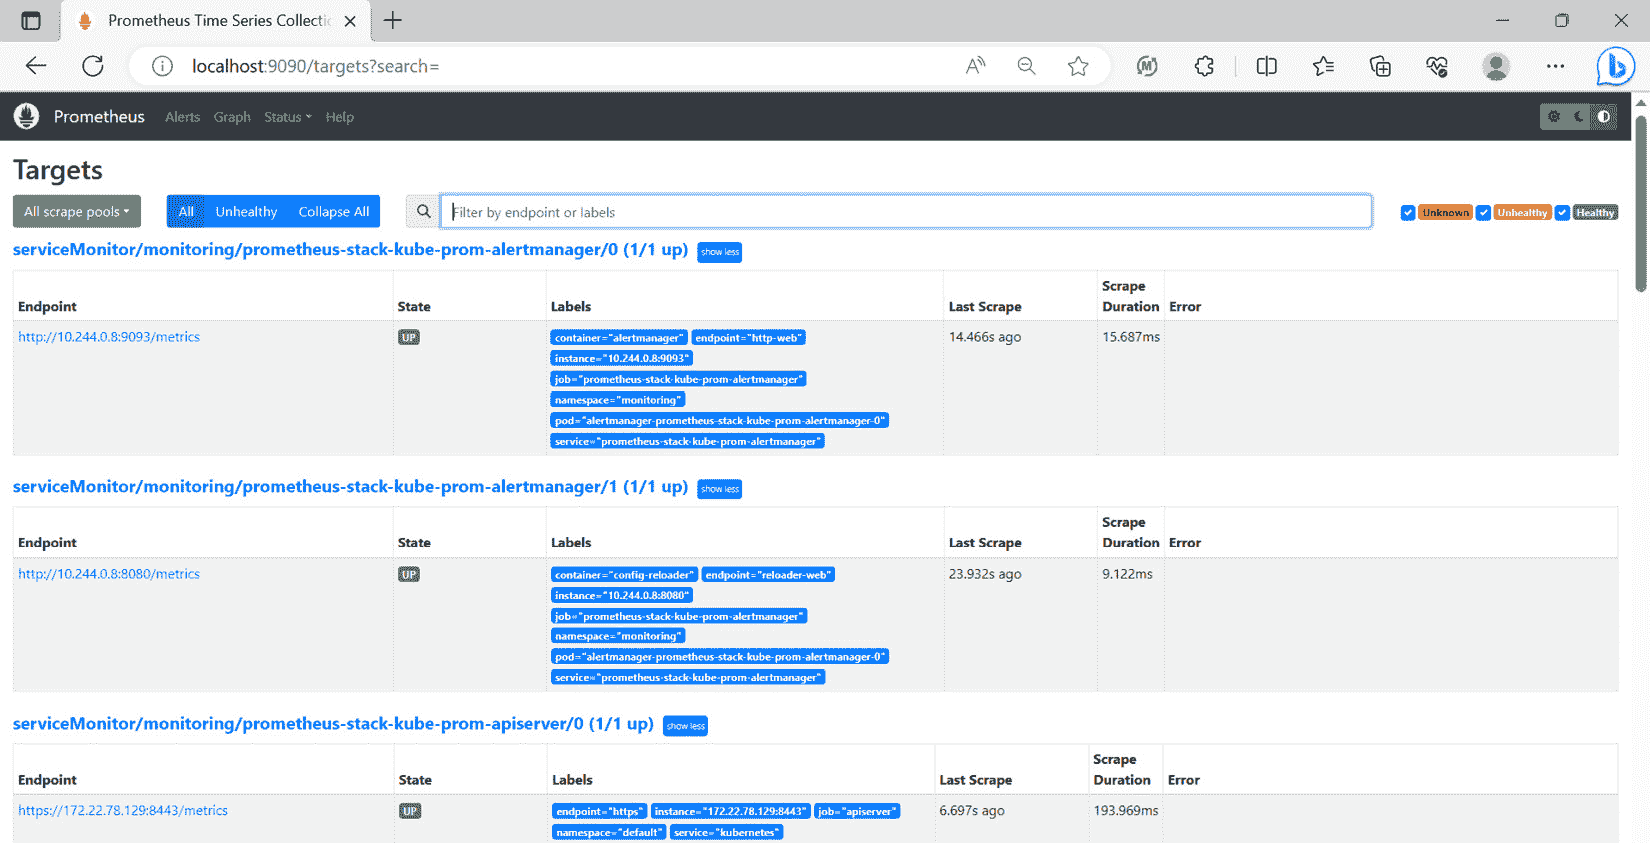 Prometheus Time Series Collectio
localhost:9090/targets?search=
Prometheus Alerts Graph Status Help
Targets
All scrape pools All Unhealthy Collapse All Filter by endpoint or labels Unknown Unhealthy Healthy
serviceMonitor/monitoring/prometheus-stack-kube-prom-alertmanager/0 (1/1 up) show less
Scrape
Endpoint State Labels Last Scrape Duration Error
http://10.244.0.8:9093/metrics UP container="alertmanager" endpoint="http-web" 14.466s ago 15.687ms
instance="10.244.0.8:9093"
job="prometheus-stack-kube-prom-alertmanager"
namespace="monitoring"
pod="alertmanager-prometheus-stack-kube-prom-alertmanager-0"
service="prometheus-stack-kube-prom-alertmanager"
serviceMonitor/monitoring/prometheus-stack-kube-prom-alertmanager/1 (1/1 up) show less
Scrape
Endpoint State Labels Last Scrape Duration Error
http://10.244.0.8:8080/metrics UP container="config-reloader" endpoint="reloader-web" 23.932s ago 9.122ms
instance="10.244.0.8:8080"
job="prometheus-stack-kube-prom-alertmanager"
namespace="monitoring"
pod="alertmanager-prometheus-stack-kube-prom-alertmanager-0"
service="prometheus-stack-kube-prom-alertmanager"
serviceMonitor/monitoring/prometheus-stack-kube-prom-apiserver/0 (1/1 up) show less
Scrape
Endpoint State Labels Last Scrape Duration Error
https://172.22.78.129:8443/metrics UP endpoint="https" instance="172.22.78.129:8443" job="apiserver" 6.697s ago 193.969ms
namespace="default" service="kubernetes"